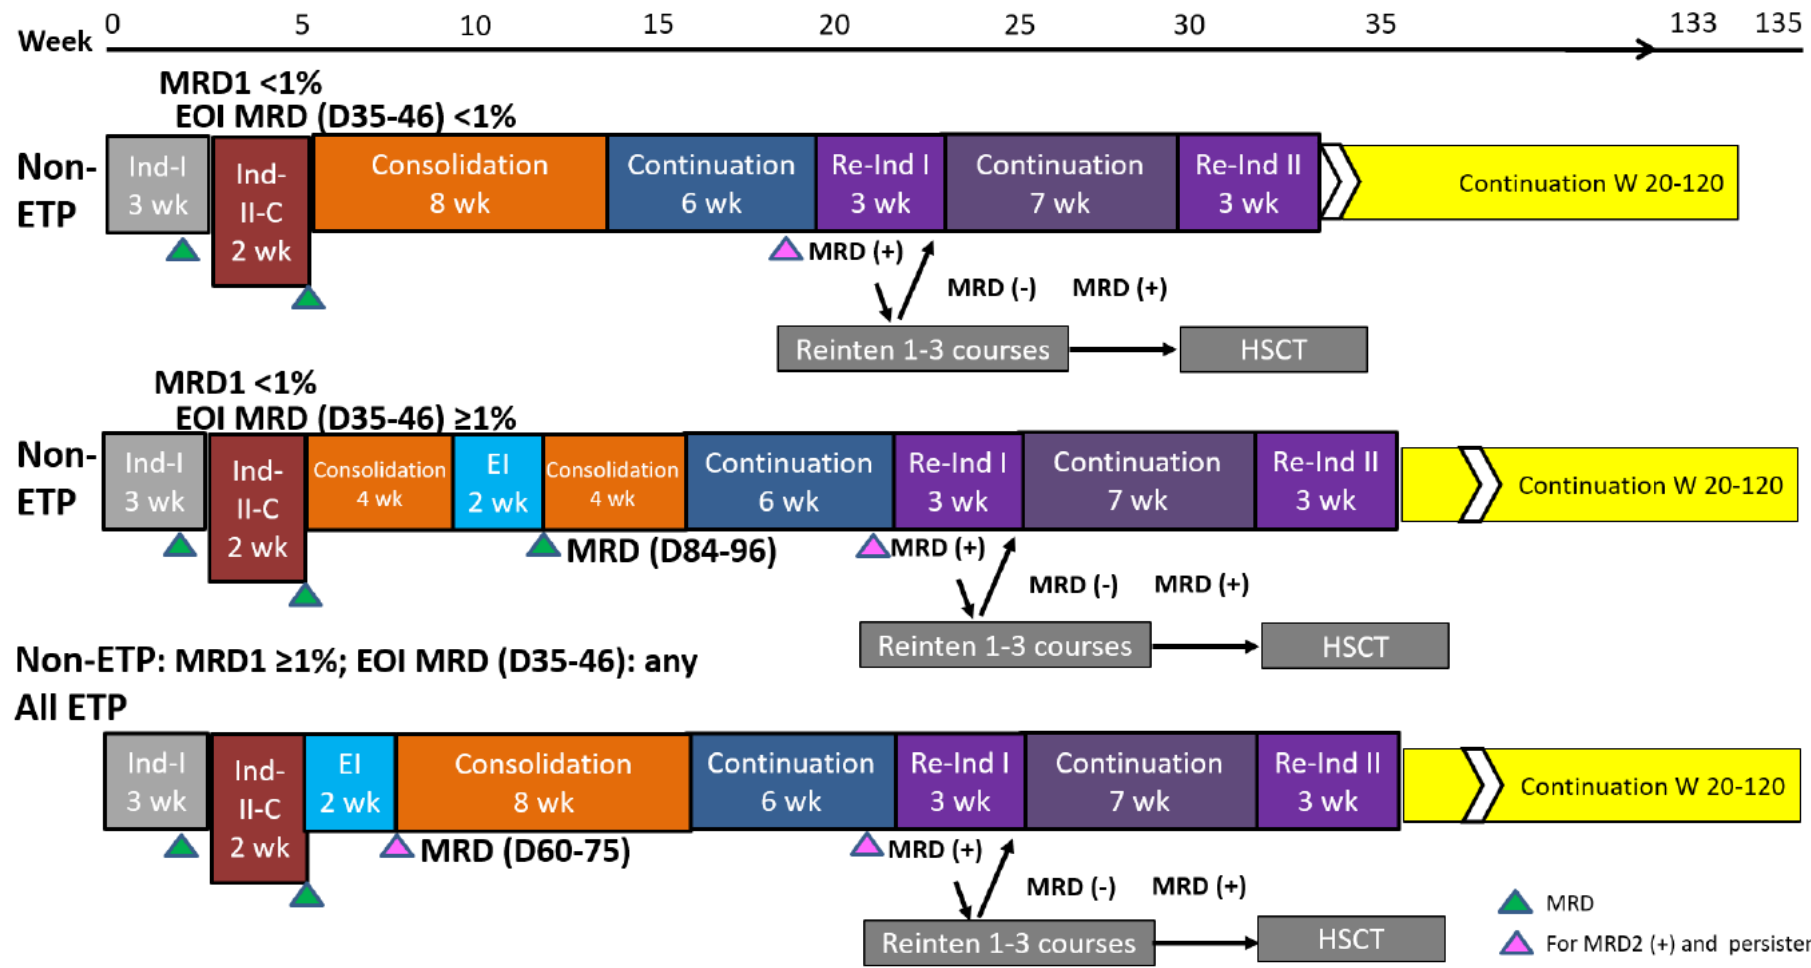 Week 0 5 10 15 20 25 30 35 133 135
MRD1 <1%
EOI MRD (D35-46) <1%
Non-
ETP
Ind-I
3 wk
Ind-
II-C
2 wk
Consolidation
8 wk
Continuation
6 wk
Re-Ind I
3 wk
Continuation
7 wk
Re-Ind II
3 wk
Continuation W 20-120
MRD (+)
MRD (-) MRD (+)
Reinten 1-3 courses
HSCT
MRD1 <1%
EOI MRD (D35-46) ≥1%
Non-
ETP
Ind-I
3 wk
Ind-
II-C
2 wk
Consolidation
4 wk
EI
2 wk
Consolidation
4 wk
Continuation
6 wk
Re-Ind I
3 wk
Continuation
7 wk
Re-Ind II
3 wk
Continuation W 20-120
MRD (D84-96)
MRD (+)
MRD (-) MRD (+)
Reinten 1-3 courses
HSCT
Non-ETP: MRD1 ≥1%; EOI MRD (D35-46): any
All ETP
Ind-I
3 wk
Ind-
II-C
2 wk
EI
2 wk
Consolidation
8 wk
Continuation
6 wk
Re-Ind I
3 wk
Continuation
7 wk
Re-Ind II
3 wk
Continuation W 20-120
MRD (D60-75)
MRD (+)
MRD (-) MRD (+)
Reinten 1-3 courses
HSCT
MRD
For MRD2 (+) and persister